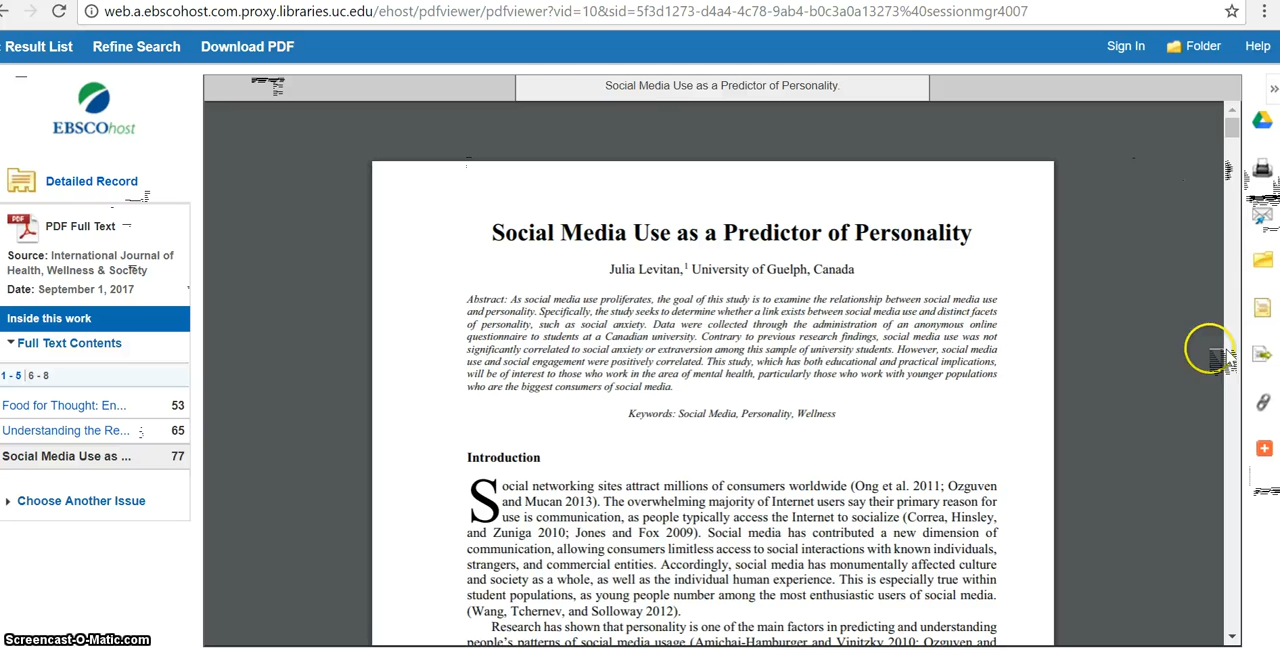 web.a.ebscohost.com.proxy.libraries.uc.edu/ehost/pdfviewer/pdfviewer?vid=10&sid=5f3d1273-d4a4-4c78-9ab4-b0c3a0a13273%40sessionmgr4007
: Result List Refine Search Download PDF Sign In Folder Help
EBSCOhost
Detailed Record
PDF
PDF Full Text
Source: International Journal of
Health, Wellness & Society
Date: September 1, 2017
Inside this work
Full Text Contents
1 - 5 | 6 - 8
Food for Thought: En... 53
Understanding the Re... 65
Social Media Use as ... 77
Choose Another Issue
Social Media Use as a Predictor of Personality.
Social Media Use as a Predictor of Personality
Julia Levitan,1 University of Guelph, Canada
Abstract: As social media use proliferates, the goal of this study is to examine the relationship between social media use
and personality. Specifically, the study seeks to determine whether a link exists between social media use and distinct facets
of personality, such as social anxiety. Data were collected through the administration of an anonymous online
questionnaire to students at a Canadian university. Contrary to previous research findings, social media use was not
significantly correlated to social anxiety or extraversion among this sample of university students. However, social media
use and social engagement were positively correlated. This study, which has both educational and practical implications,
will be of interest to those who work in the area of mental health, particularly those who work with younger populations
who are the biggest consumers of social media.
Keywords: Social Media, Personality, Wellness
Introduction
Social networking sites attract millions of consumers worldwide (Ong et al. 2011; Ozguven
and Mucan 2013). The overwhelming majority of Internet users say their primary reason for
use is communication, as people typically access the Internet to socialize (Correa, Hinsley,
and Zuniga 2010; Jones and Fox 2009). Social media has contributed a new dimension of
communication, allowing consumers limitless access to social interactions with known individuals,
strangers, and commercial entities. Accordingly, social media has monumentally affected culture
and society as a whole, as well as the individual human experience. This is especially true within
student populations, as young people number among the most enthusiastic users of social media.
(Wang, Tchernev, and Solloway 2012).
Research has shown that personality is one of the main factors in predicting and understanding
people's patterns of social media usage (Amichai-Hamburger and Vinitzky 2010; Ozguven and
Screencast-O-Matic.com